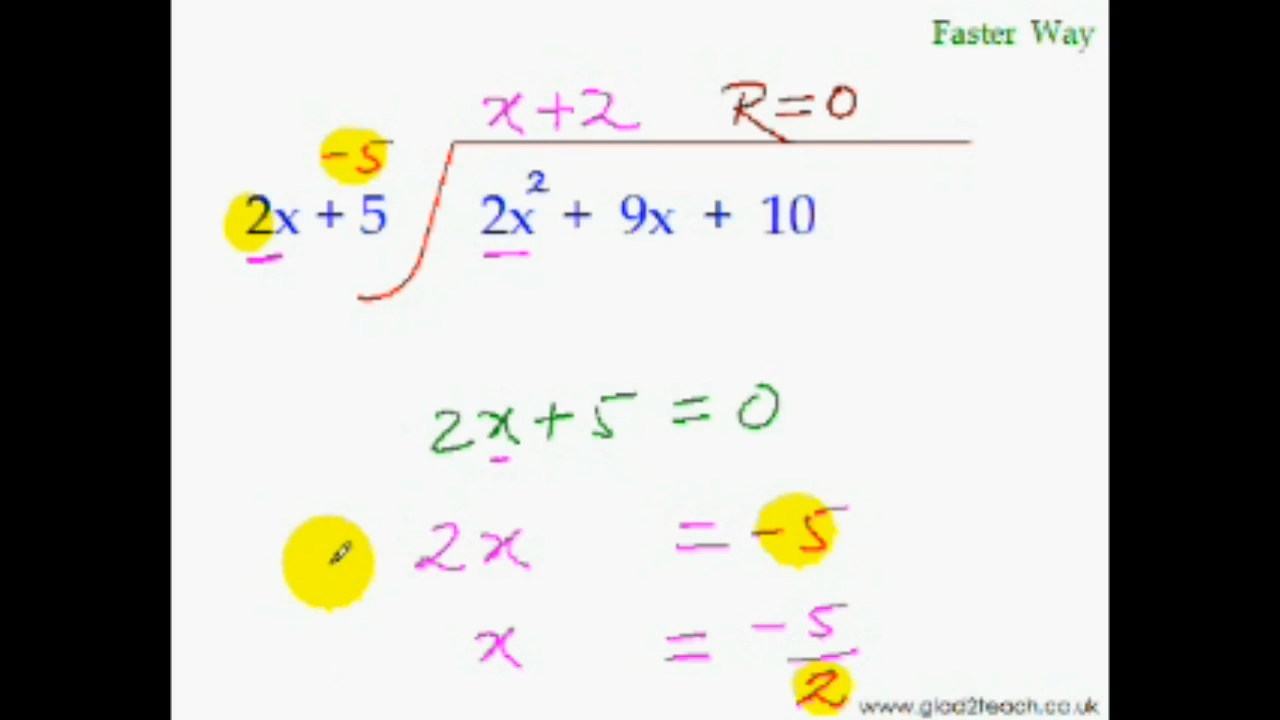 Faster Way
x+2 R=0
-5
2x + 5 2x² + 9x + 10
2x+5 = 0
2x = -5
x = -5/2
www.glad2teach.co.uk